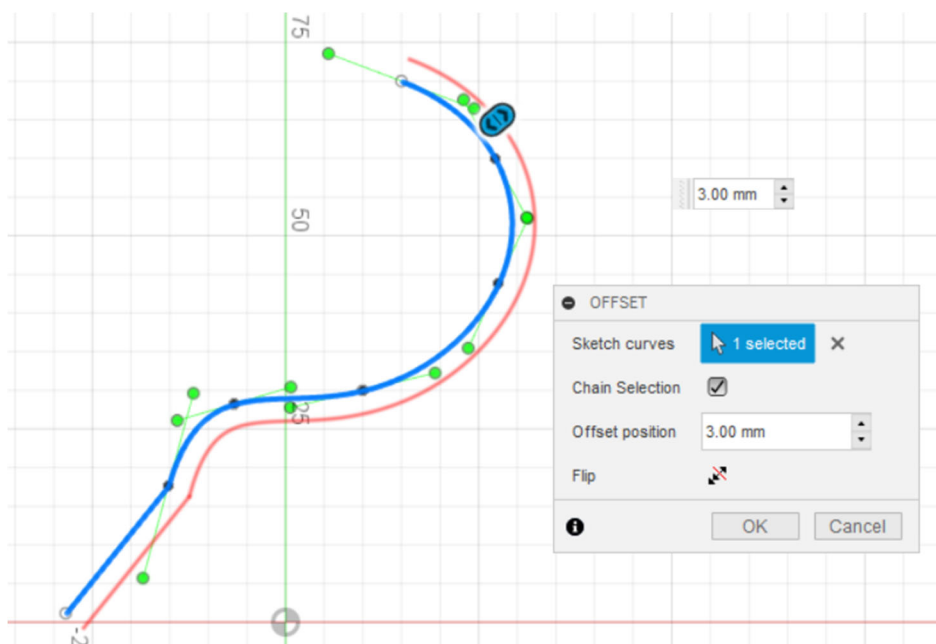 75
50
25
-2
3.00 mm
OFFSET
Sketch curves
1 selected
Chain Selection
Offset position
3.00 mm
Flip
OK
Cancel